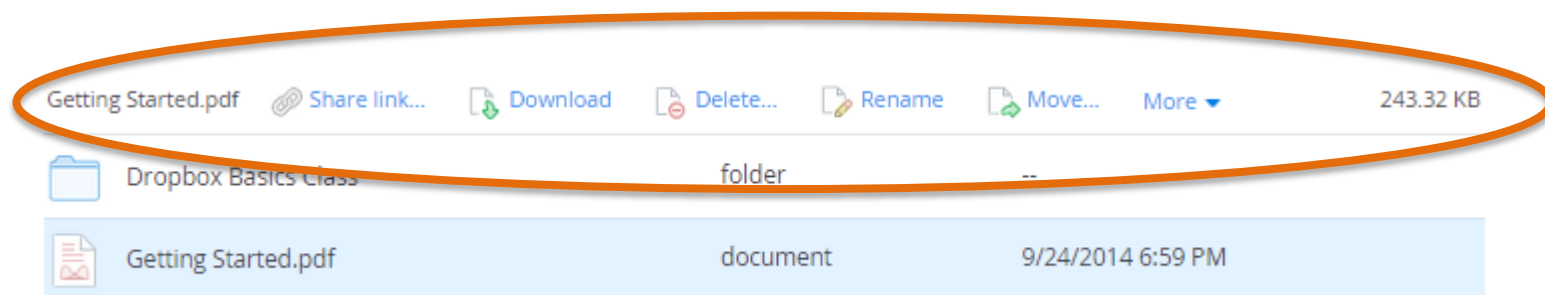 Getting Started.pdf Share link... Download Delete... Rename Move... More 243.32 KB
Dropbox Basics Class folder --
Getting Started.pdf document 9/24/2014 6:59 PM